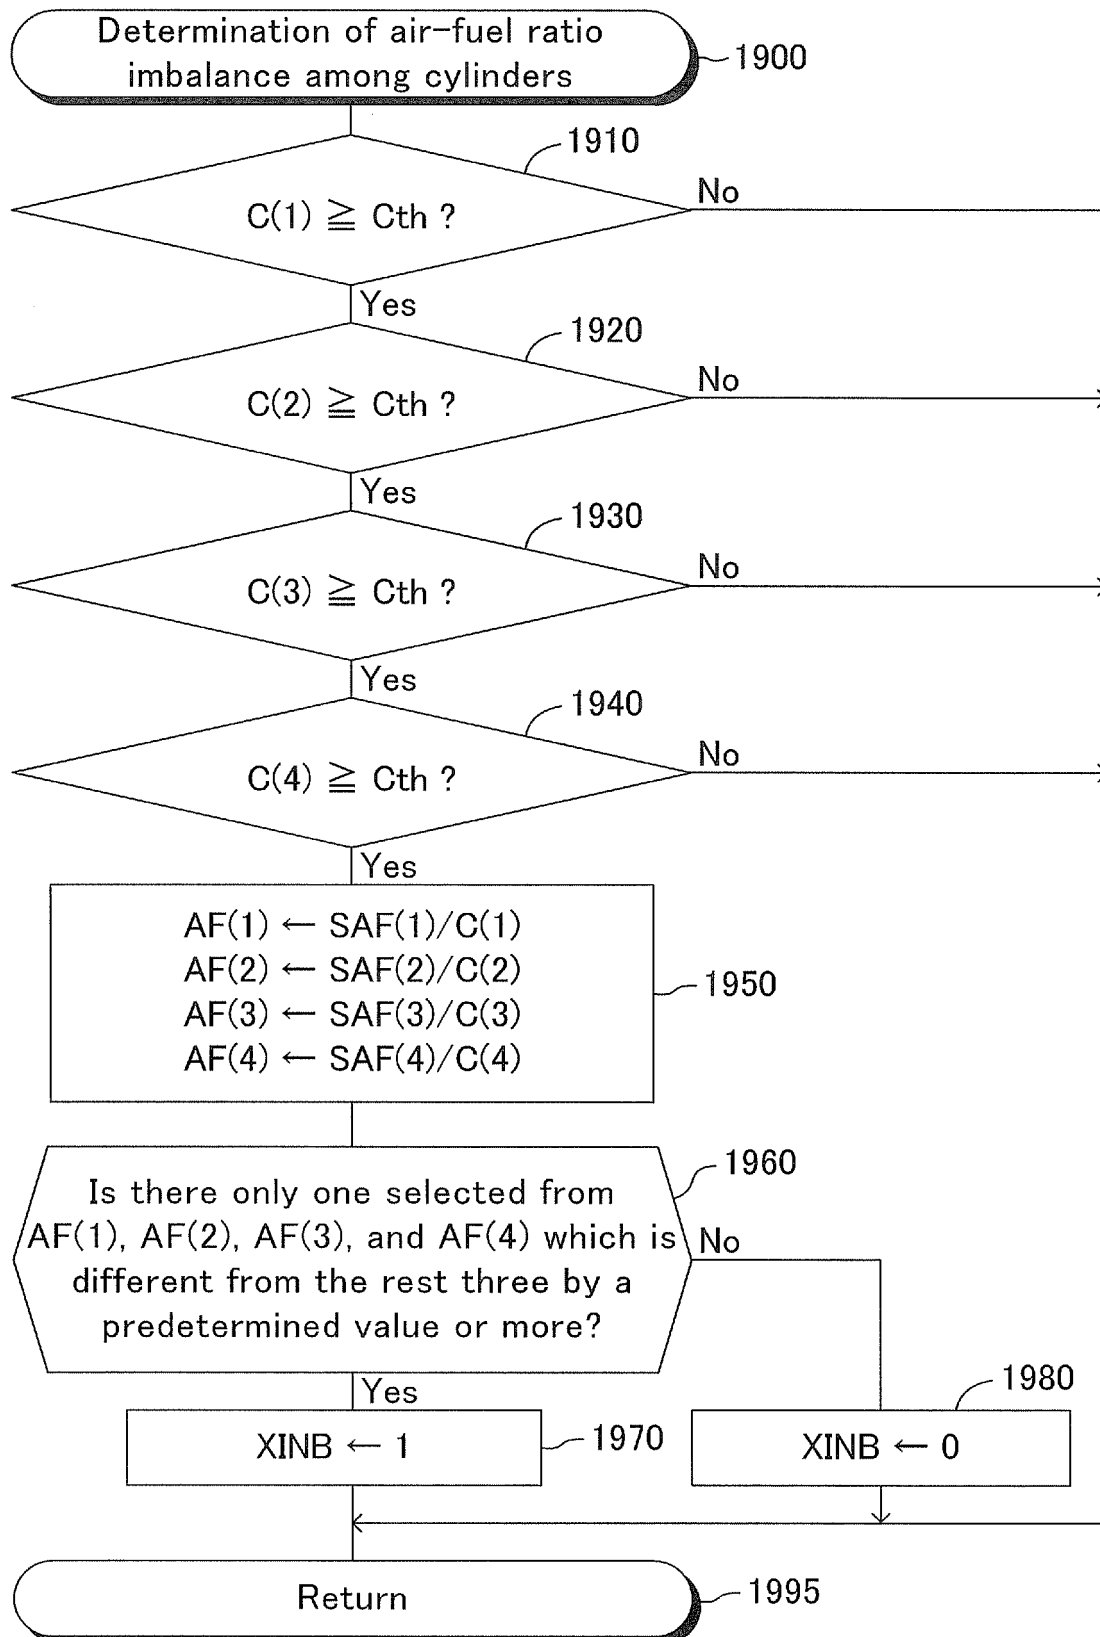 Determination of air-fuel ratio
imbalance among cylinders
1900
1910
C(1) ≧ Cth ?
No
Yes
1920
C(2) ≧ Cth ?
No
Yes
1930
C(3) ≧ Cth ?
No
Yes
1940
C(4) ≧ Cth ?
No
Yes
AF(1) ← SAF(1)/C(1)
AF(2) ← SAF(2)/C(2)
AF(3) ← SAF(3)/C(3)
AF(4) ← SAF(4)/C(4)
1950
1960
Is there only one selected from
AF(1), AF(2), AF(3), and AF(4) which is
different from the rest three by a
predetermined value or more?
No
Yes
XINB ← 1
1970
1980
XINB ← 0
Return
1995